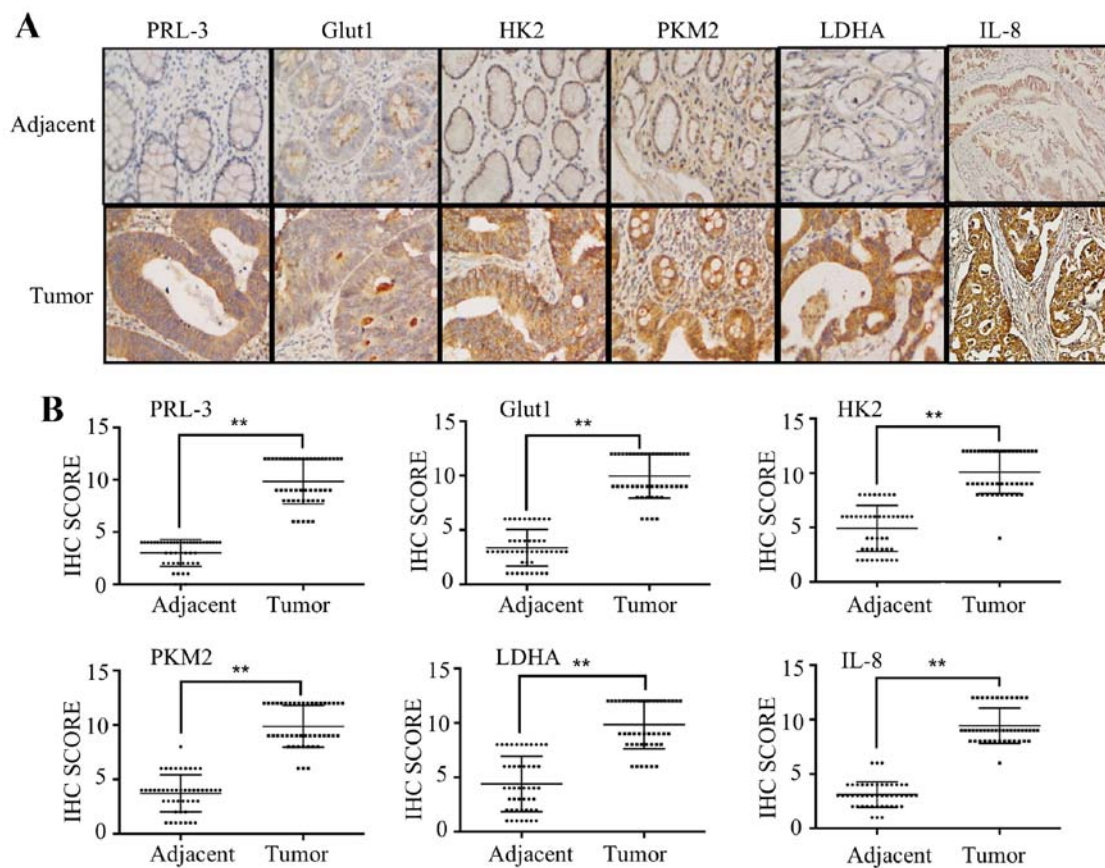 A
PRL-3 Glut1 HK2 PKM2 LDHA IL-8
Adjacent
Tumor
B
PRL-3
**
IHC SCORE
15
10
5
0
Adjacent Tumor
Glut1
**
IHC SCORE
15
10
5
0
Adjacent Tumor
HK2
**
IHC SCORE
15
10
5
0
Adjacent Tumor
PKM2
**
IHC SCORE
15
10
5
0
Adjacent Tumor
LDHA
**
IHC SCORE
15
10
5
0
Adjacent Tumor
IL-8
**
IHC SCORE
15
10
5
0
Adjacent Tumor